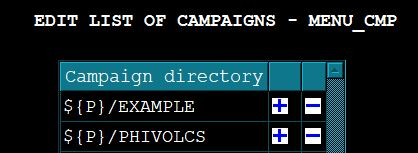 EDIT LIST OF CAMPAIGNS - MENU_CMP
Campaign directory
${P}/EXAMPLE
${P}/PHIVOLCS